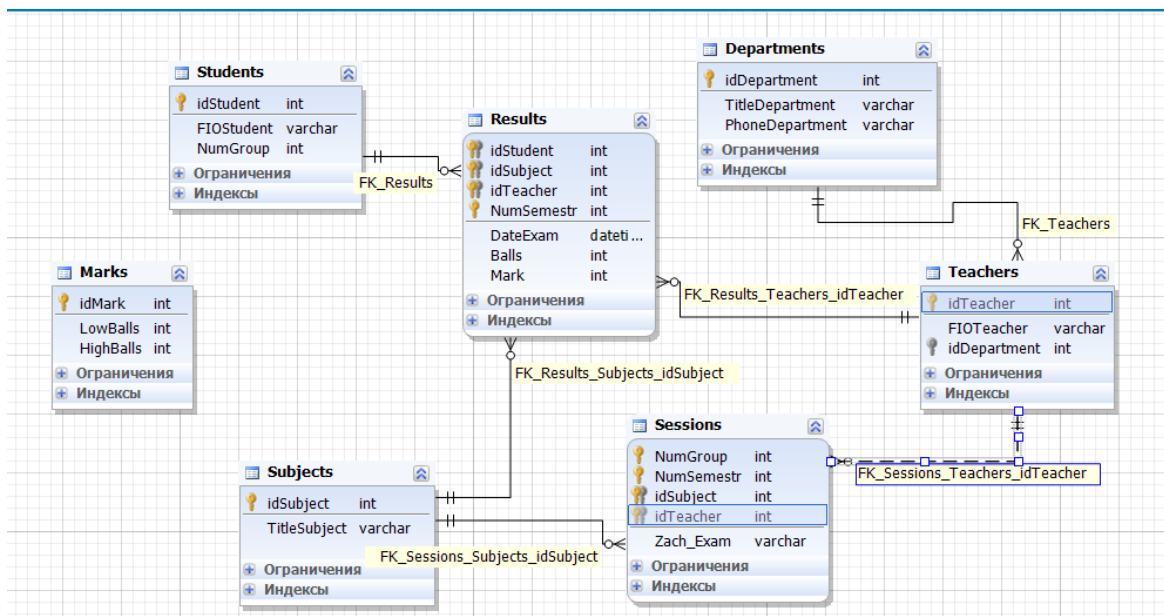 Students
idStudent int
FIOStudent varchar
NumGroup int
Ограничения
Индексы
FK_Results
Results
idStudent int
idSubject int
idTeacher int
NumSemestr int
DateExam dateti...
Balls int
Mark int
Ограничения
Индексы
Departments
idDepartment int
TitleDepartment varchar
PhoneDepartment varchar
Ограничения
Индексы
FK_Teachers
Marks
idMark int
LowBalls int
HighBalls int
Ограничения
Индексы
FK_Results_Teachers_idTeacher
Teachers
idTeacher int
FIOTeacher varchar
idDepartment int
Ограничения
Индексы
FK_Results_Subjects_idSubject
Subjects
idSubject int
TitleSubject varchar
Ограничения
Индексы
FK_Sessions_Subjects_idSubject
Sessions
NumGroup int
NumSemestr int
idSubject int
idTeacher int
Zach_Exam varchar
Ограничения
Индексы
FK_Sessions_Teachers_idTeacher